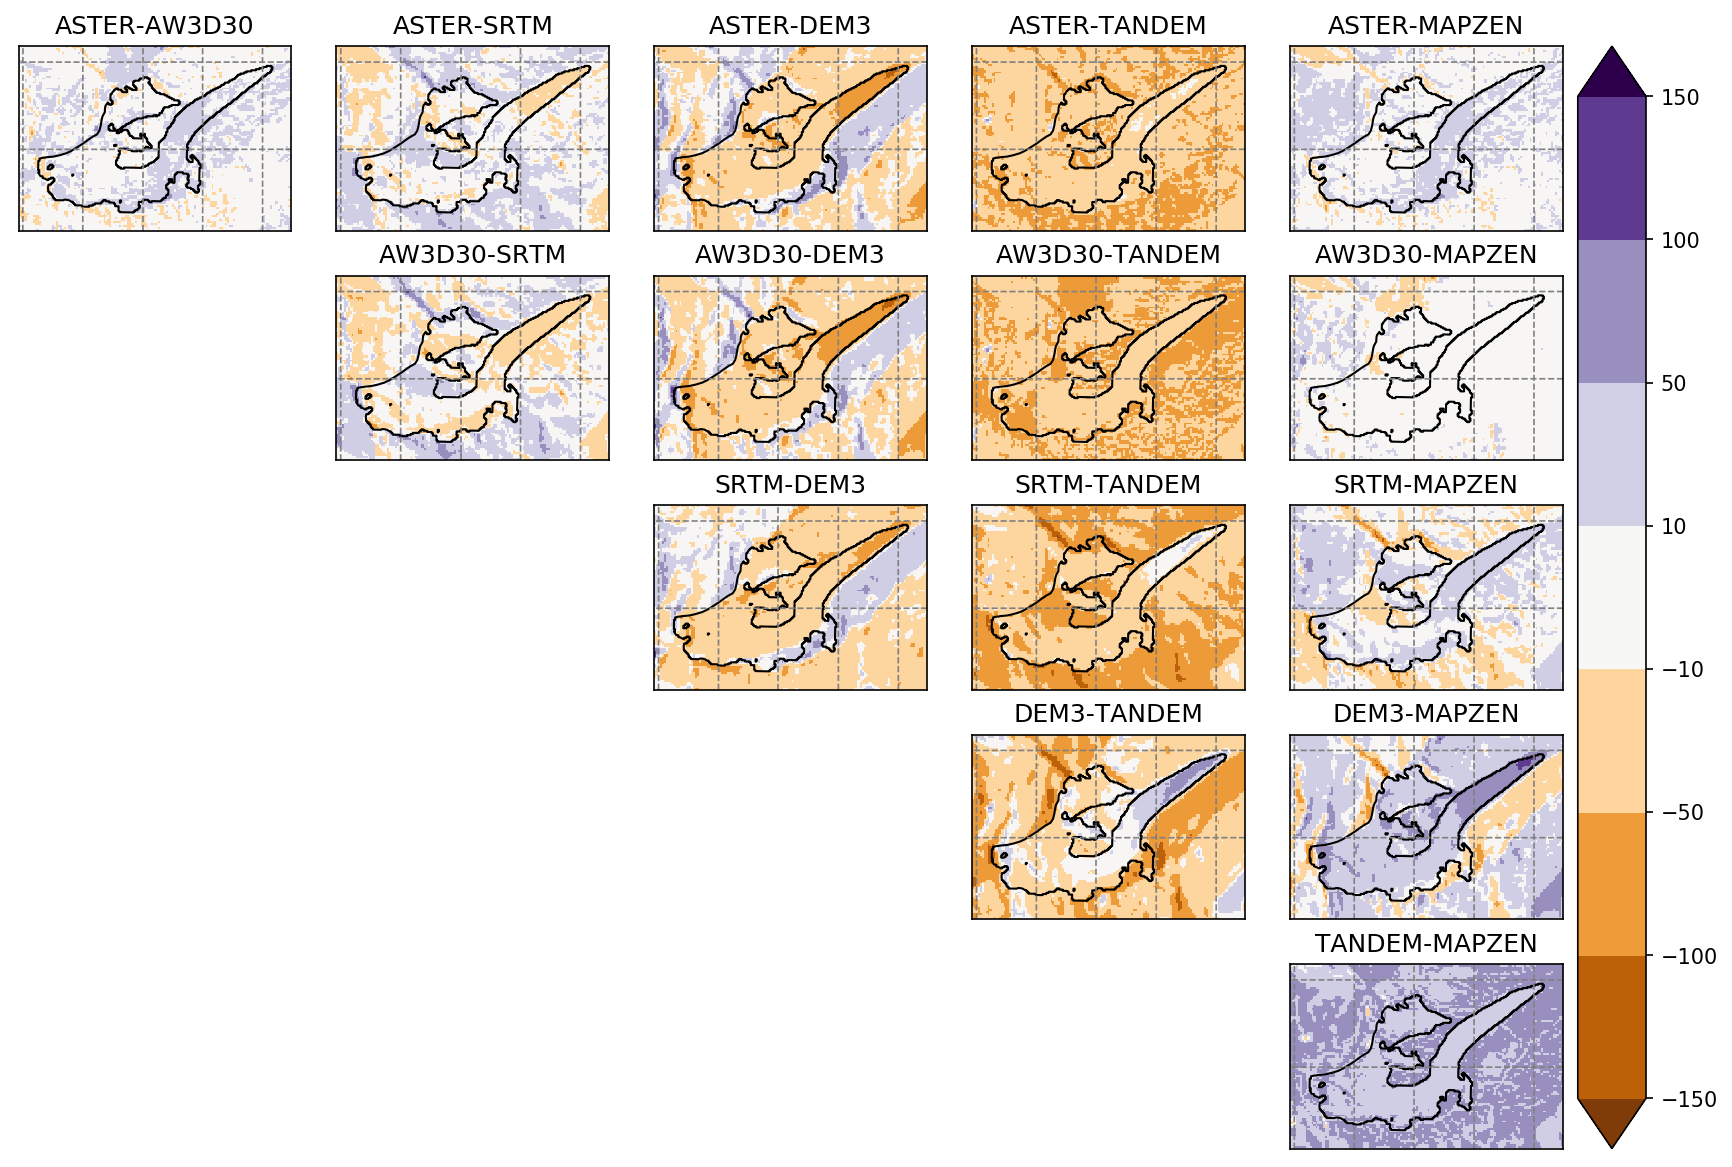 ASTER-AW3D30
ASTER-SRTM
ASTER-DEM3
ASTER-TANDEM
ASTER-MAPZEN
AW3D30-SRTM
AW3D30-DEM3
AW3D30-TANDEM
AW3D30-MAPZEN
SRTM-DEM3
SRTM-TANDEM
SRTM-MAPZEN
DEM3-TANDEM
DEM3-MAPZEN
TANDEM-MAPZEN
150
100
50
10
−10
−50
−100
−150